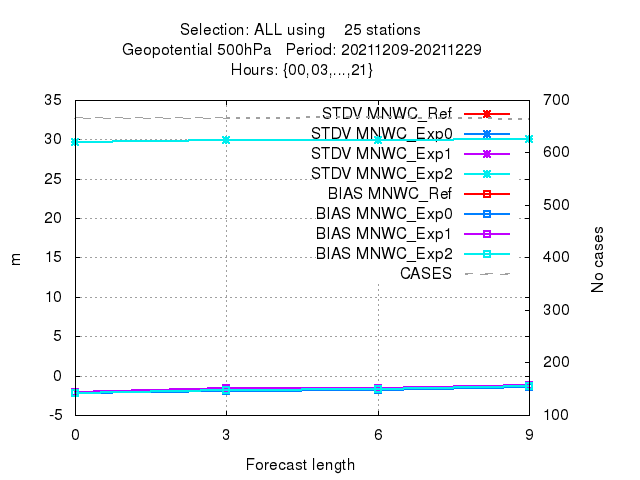 Selection: ALL using    25 stations
Geopotential 500hPa   Period: 20211209-20211229
Hours: {00,03,...,21}
35
30
25
20
15
10
5
0
-5
m
700
600
500
400
300
200
100
No cases
STDV MNWC_Ref
STDV MNWC_Exp0
STDV MNWC_Exp1
STDV MNWC_Exp2
BIAS MNWC_Ref
BIAS MNWC_Exp0
BIAS MNWC_Exp1
BIAS MNWC_Exp2
CASES
0 3 6 9
Forecast length